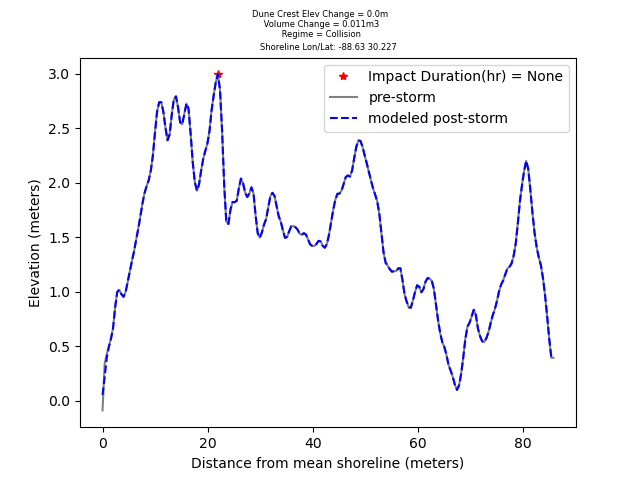 Dune Crest Elev Change = 0.0m
Volume Change = 0.011m3
Regime = Collision
Shoreline Lon/Lat: -88.63 30.227
Impact Duration(hr) = None
pre-storm
modeled post-storm
3.0
2.5
2.0
1.5
1.0
0.5
0.0
Elevation (meters)
0
20
40
60
80
Distance from mean shoreline (meters)